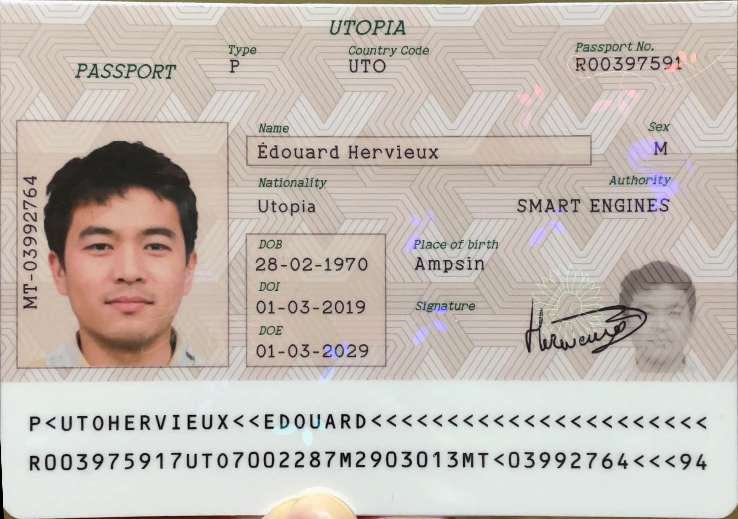 UTOPIA
PASSPORT
Type
P
Country Code
UTO
Passport No.
R00397591
Name
Édouard Hervieux
Sex
M
Nationality
Utopia
Authority
SMART ENGINES
MT-03992764
DOB
28-02-1970
Place of birth
Ampsin
DOI
01-03-2019
Signature
DOE
01-03-2029
P<UTOHERVIEUX<<EDOUARD<<<<<<<<<<<<<<<<<<<<<<
R003975917UTO7002287M2903013MT<03992764<<<94